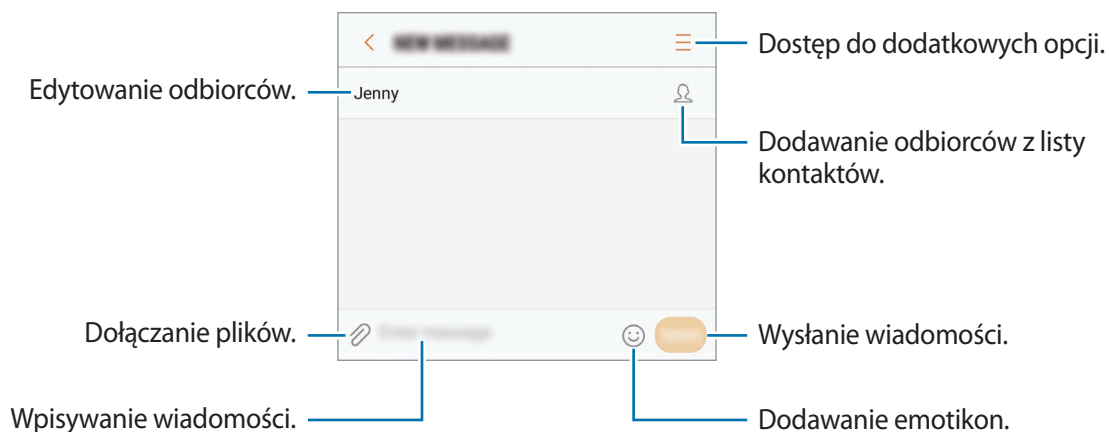 Dostęp do dodatkowych opcji.
Edytowanie odbiorców.
Jenny
Dodawanie odbiorców z listy
kontaktów.
Dołączanie plików.
Wysłanie wiadomości.
Wpisywanie wiadomości.
Dodawanie emotikon.